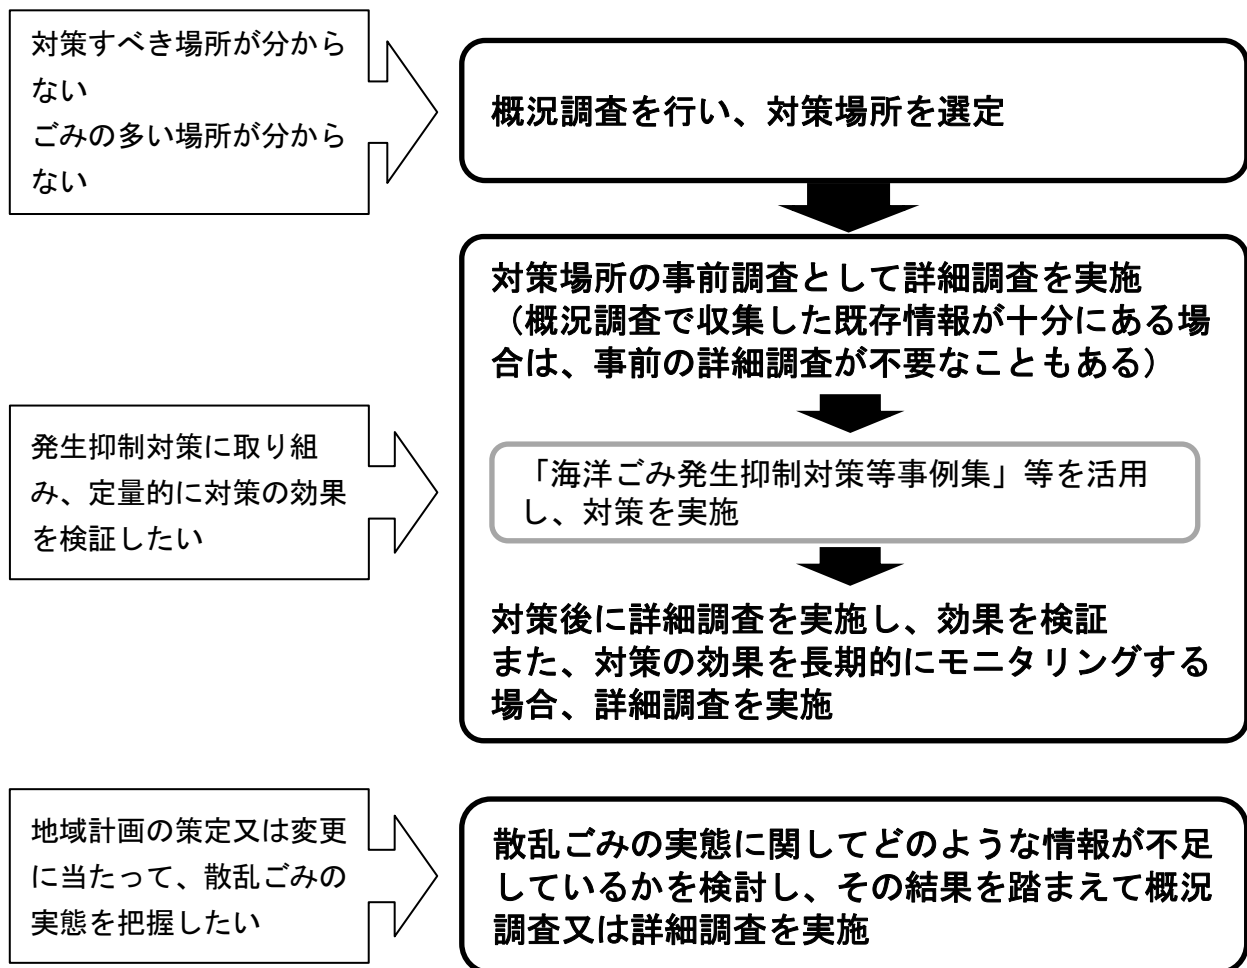 対策すべき場所が分から
ない
ごみの多い場所が分から
ない
概況調査を行い、対策場所を選定
対策場所の事前調査として詳細調査を実施
（概況調査で収集した既存情報が十分にある場
合は、事前の詳細調査が不要なこともある）
発生抑制対策に取り組
み、定量的に対策の効果
を検証したい
「海洋ごみ発生抑制対策等事例集」等を活用
し、対策を実施
対策後に詳細調査を実施し、効果を検証
また、対策の効果を長期的にモニタリングする
場合、詳細調査を実施
地域計画の策定又は変更
に当たって、散乱ごみの
実態を把握したい
散乱ごみの実態に関してどのような情報が不足
しているかを検討し、その結果を踏まえて概況
調査又は詳細調査を実施